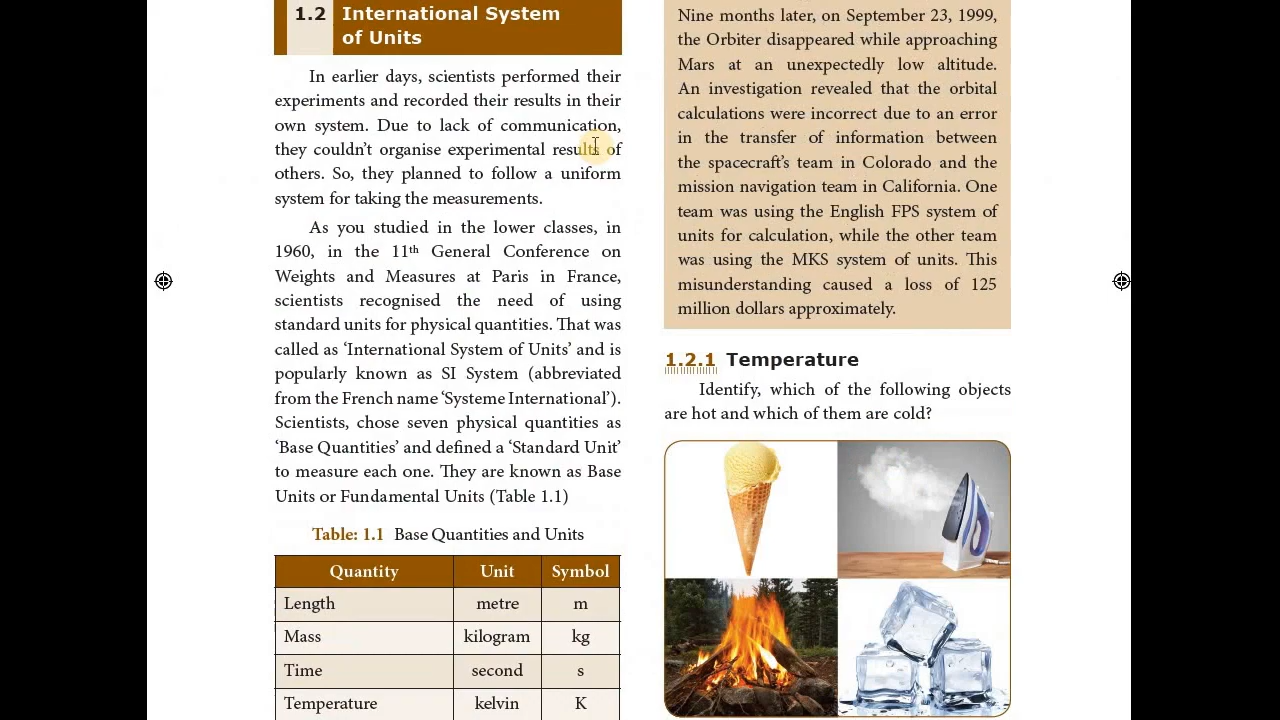 1.2 International System
of Units
In earlier days, scientists performed their
experiments and recorded their results in their
own system. Due to lack of communication,
they couldn't organise experimental results of
others. So, they planned to follow a uniform
system for taking the measurements.
As you studied in the lower classes, in
1960, in the 11th General Conference on
Weights and Measures at Paris in France,
scientists recognised the need of using
standard units for physical quantities. That was
called as ‘International System of Units’ and is
popularly known as SI System (abbreviated
from the French name ‘Systeme International’).
Scientists, chose seven physical quantities as
‘Base Quantities’ and defined a ‘Standard Unit’
to measure each one. They are known as Base
Units or Fundamental Units (Table 1.1)
Table: 1.1 Base Quantities and Units
Quantity Unit Symbol
Length metre m
Mass kilogram kg
Time second s
Temperature kelvin K
Nine months later, on September 23, 1999,
the Orbiter disappeared while approaching
Mars at an unexpectedly low altitude.
An investigation revealed that the orbital
calculations were incorrect due to an error
in the transfer of information between
the spacecraft's team in Colorado and the
mission navigation team in California. One
team was using the English FPS system of
units for calculation, while the other team
was using the MKS system of units. This
misunderstanding caused a loss of 125
million dollars approximately.
1.2.1 Temperature
Identify, which of the following objects
are hot and which of them are cold?